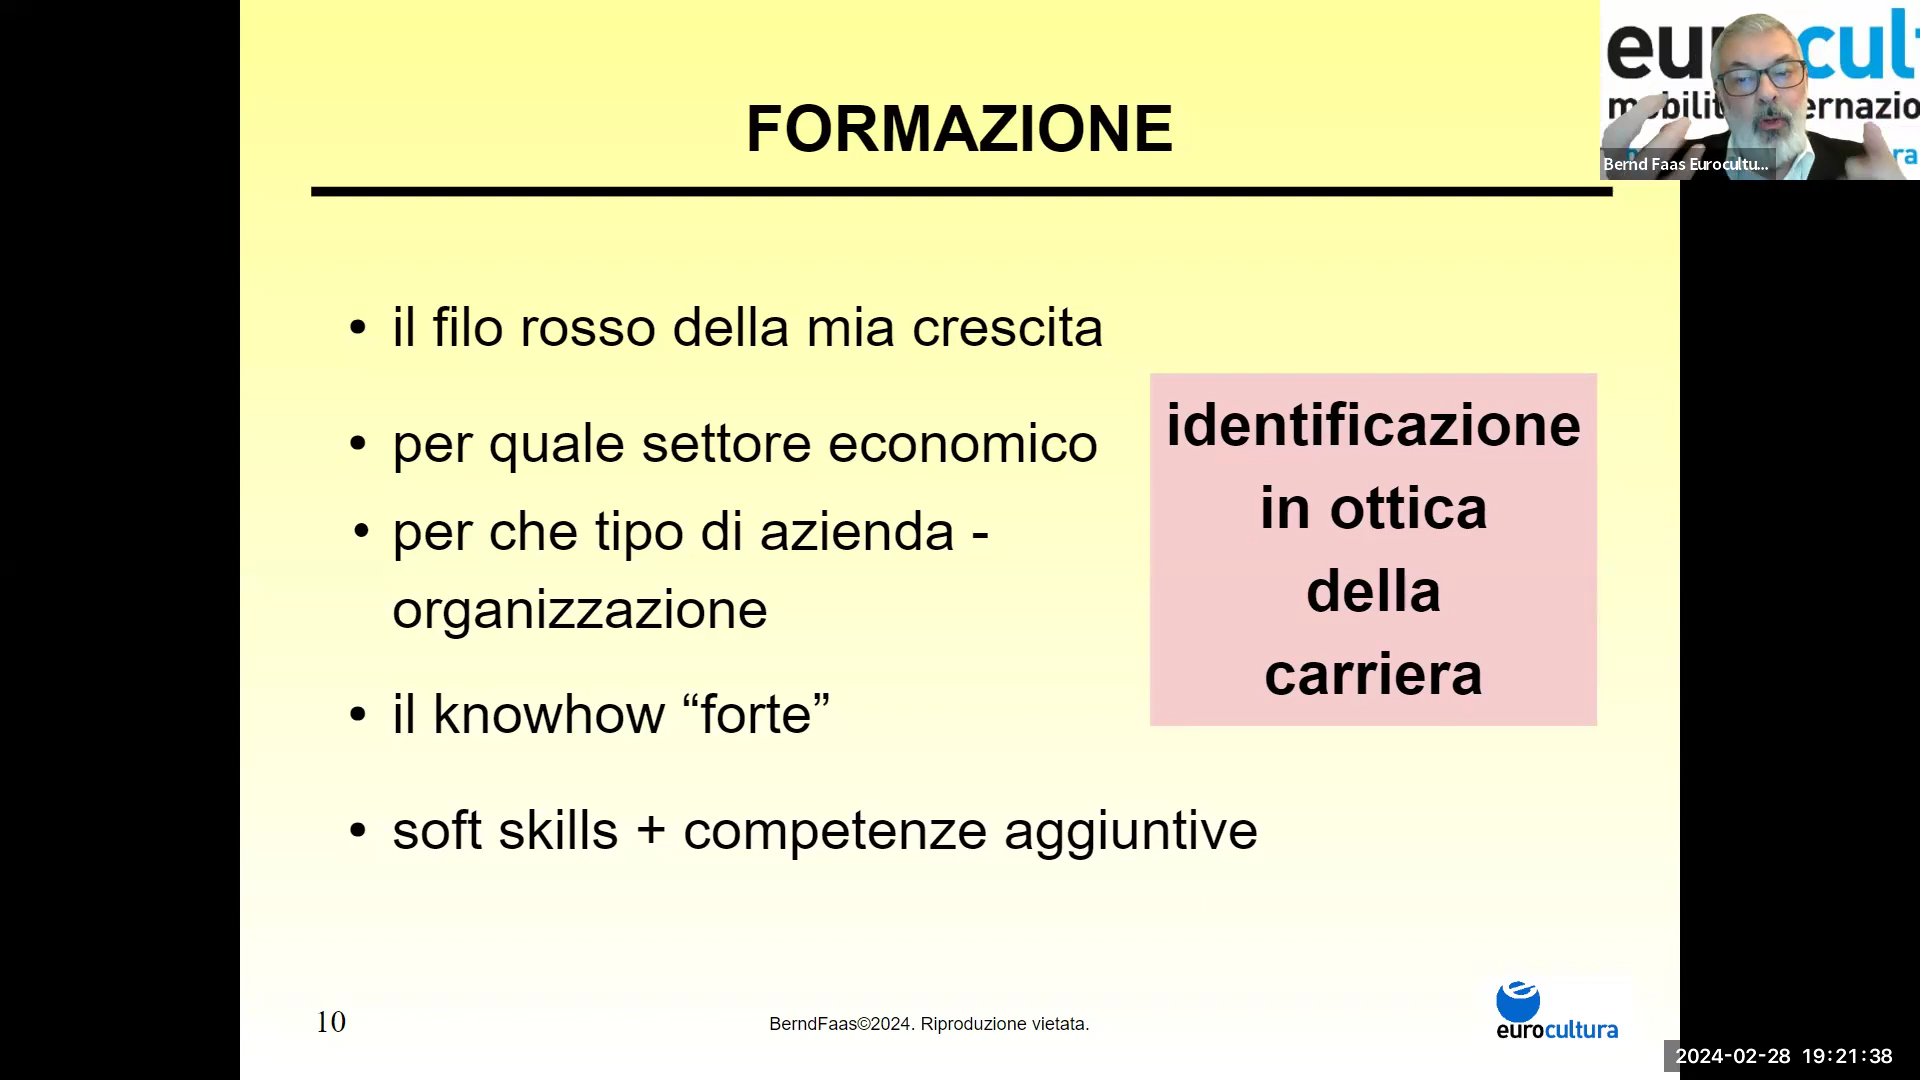 FORMAZIONE
• il filo rosso della mia crescita
• per quale settore economico
• per che tipo di azienda -
organizzazione
• il knowhow “forte”
• soft skills + competenze aggiuntive
identificazione
in ottica
della
carriera
10
BerndFaas©2024. Riproduzione vietata.
eurocultura
Bernd Faas Eurocultu...
2024-02-28 19:21:38